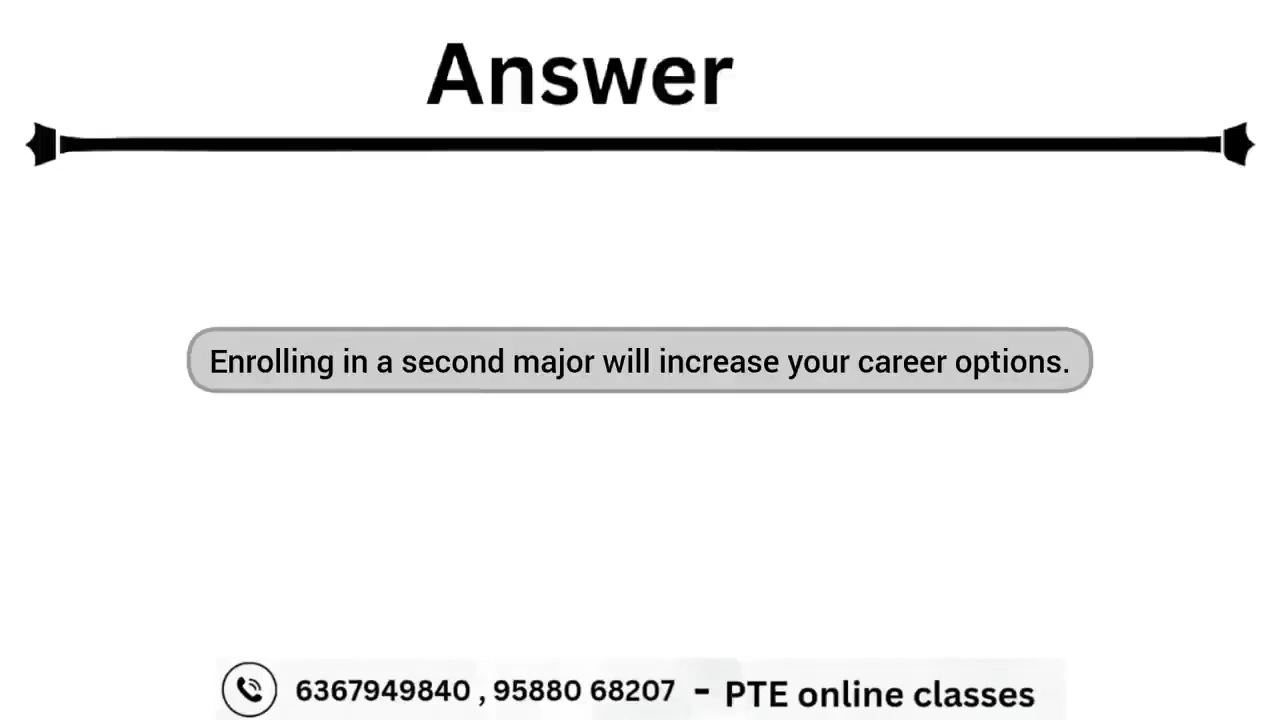 Answer
Enrolling in a second major will increase your career options.
6367949840 , 95880 68207 - PTE online classes